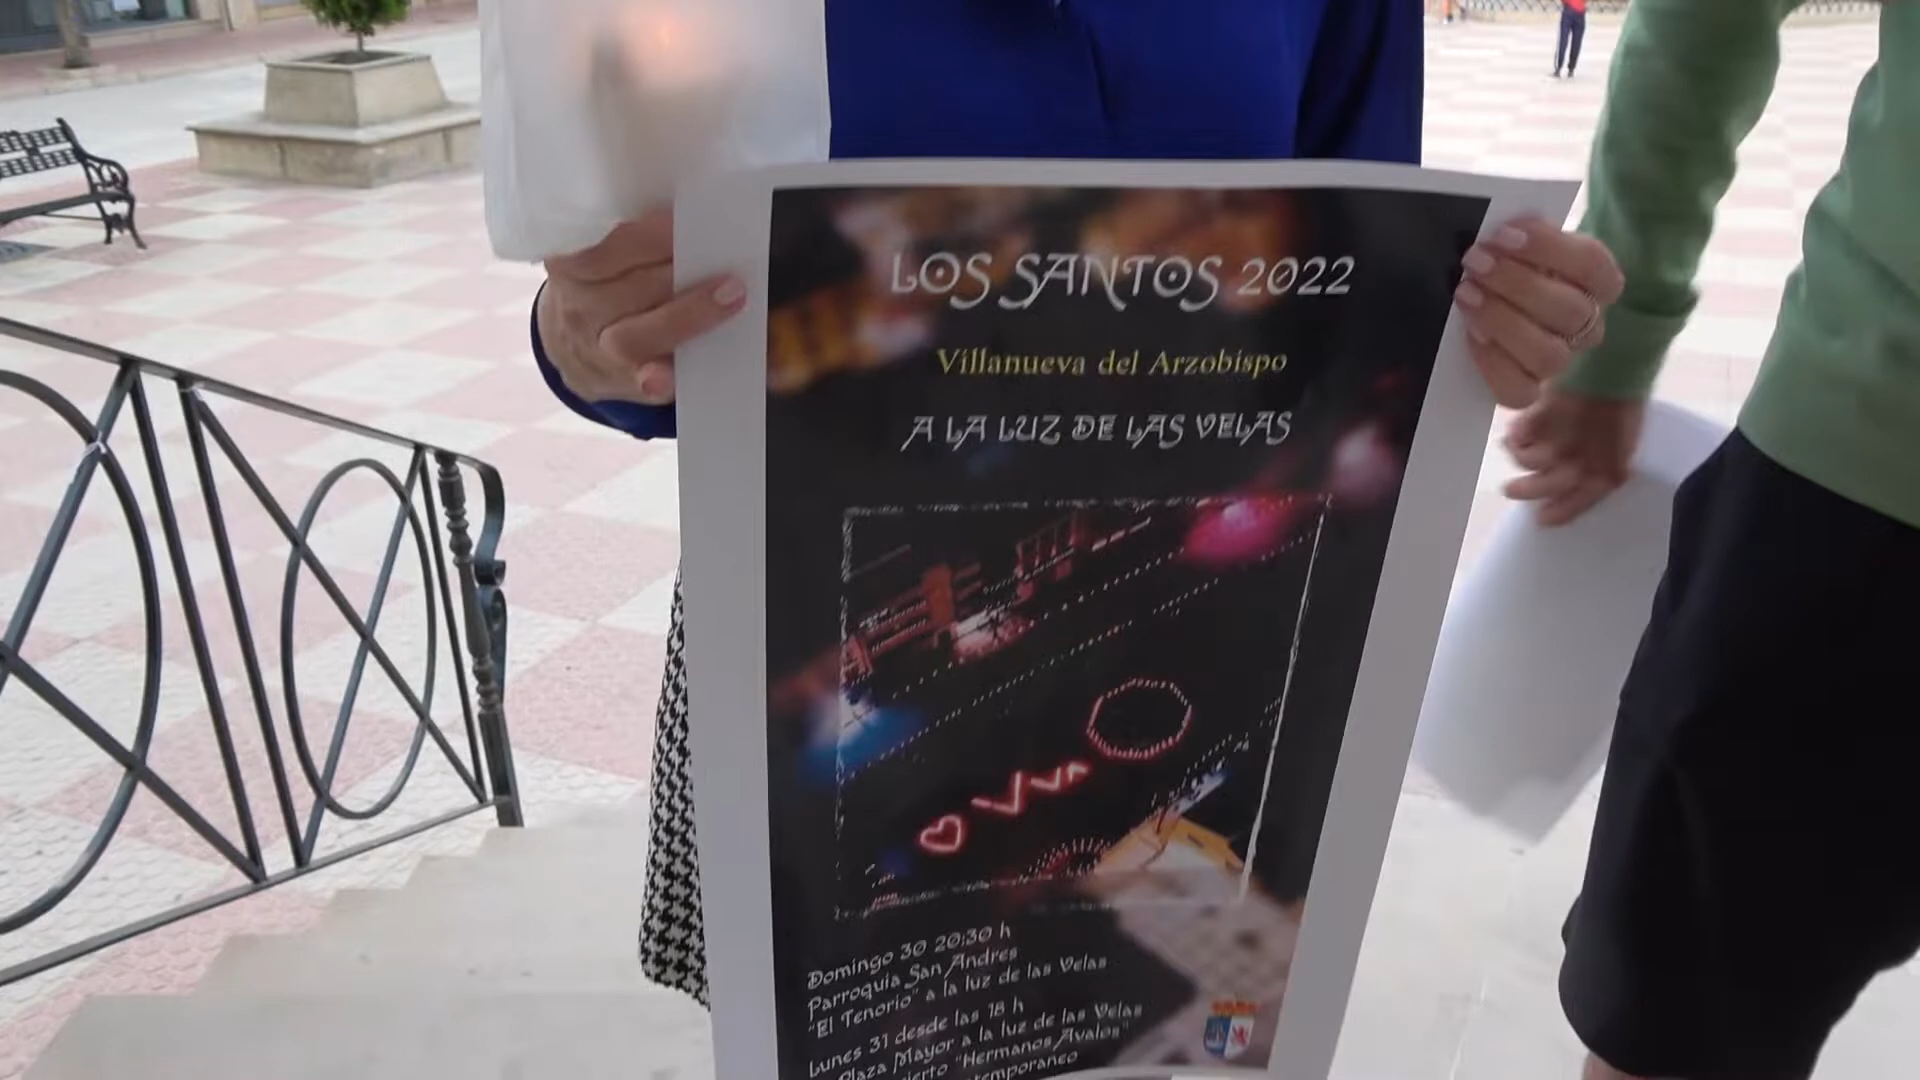 LOS SANTOS 2022
Villanueva del Arzobispo
A LA LUZ DE LAS VELAS
VIVA
Domingo 30 20:30 h
Parroquia San Andres
"El Tenorio" a la luz de las Velas
Lunes 31 desde las 18 h
Plaza Mayor a la luz de las Velas
"Hermanos Avalos"